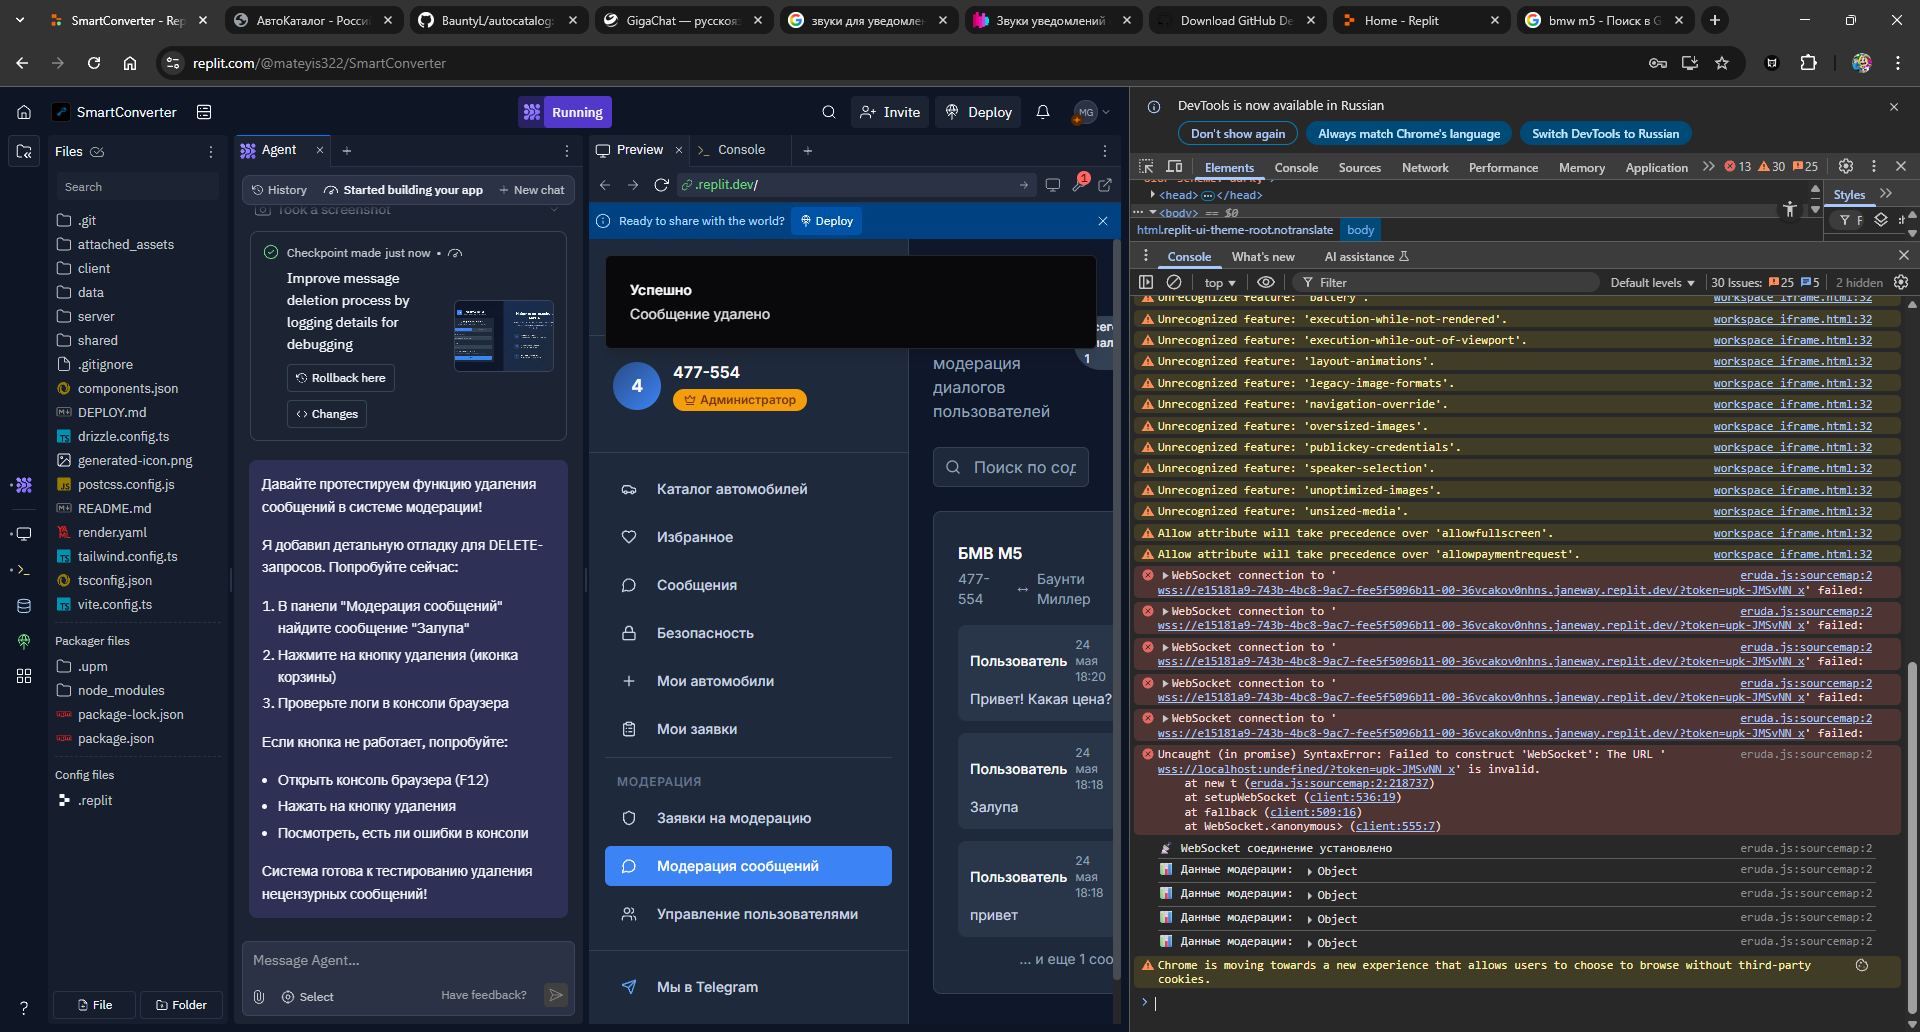 SmartConverter - Rep
АвтоКаталог - Росси
BauntyL/autocatalog:
GigaChat — русскояз
звуки для уведомлен
Звуки уведомлений
Download GitHub De
Home - Replit
bmw m5 - Поиск в G
replit.com/@mateyis322/SmartConverter
SmartConverter
Running
Invite
Deploy
MG
Files
Search
.git
attached_assets
client
data
server
shared
.gitignore
components.json
DEPLOY.md
drizzle.config.ts
generated-icon.png
postcss.config.js
README.md
render.yaml
tailwind.config.ts
tsconfig.json
vite.config.ts
Packager files
.upm
node_modules
package-lock.json
package.json
Config files
.replit
File
Folder
Agent
History
Started building your app
New chat
Took a screenshot
Checkpoint made just now •
Improve message
deletion process by
logging details for
debugging
Rollback here
Changes
Давайте протестируем функцию удаления
сообщений в системе модерации!
Я добавил детальную отладку для DELETE-
запросов. Попробуйте сейчас:
1. В панели "Модерация сообщений"
найдите сообщение "Залупа"
2. Нажмите на кнопку удаления (иконка
корзины)
3. Проверьте логи в консоли браузера
Если кнопка не работает, попробуйте:
• Открыть консоль браузера (F12)
• Нажать на кнопку удаления
• Посмотреть, есть ли ошибки в консоли
Система готова к тестированию удаления
нецензурных сообщений!
Message Agent...
Select
Have feedback?
Preview
Console
.replit.dev/
1
Ready to share with the world?
Deploy
Успешно
Сообщение удалено
1
4
477-554
Администратор
Каталог автомобилей
Избранное
Сообщения
Безопасность
Мои автомобили
Мои заявки
МОДЕРАЦИЯ
Заявки на модерацию
Модерация сообщений
Управление пользователями
Мы в Telegram
модерация
диалогов
пользователей
Поиск по сод
БМВ М5
477-
554
↔
Баунти
Миллер
Пользователь
24
мая
18:20
Привет! Какая цена?
Пользователь
24
мая
18:18
Залупа
Пользователь
24
мая
18:18
привет
... и еще 1 соо
DevTools is now available in Russian
Don't show again
Always match Chrome's language
Switch DevTools to Russian
Elements
Console
Sources
Network
Performance
Memory
Application
13
30
25
<head> </head>
<body> == $0
html.replit-ui-theme-root.notranslate
body
Styles
F
Console
What's new
AI assistance
top
Filter
Default levels
30 Issues:
25
5
2 hidden
Unrecognized feature: 'battery'. workspace_iframe.html:32
Unrecognized feature: 'execution-while-not-rendered'. workspace_iframe.html:32
Unrecognized feature: 'execution-while-out-of-viewport'. workspace_iframe.html:32
Unrecognized feature: 'layout-animations'. workspace_iframe.html:32
Unrecognized feature: 'legacy-image-formats'. workspace_iframe.html:32
Unrecognized feature: 'navigation-override'. workspace_iframe.html:32
Unrecognized feature: 'oversized-images'. workspace_iframe.html:32
Unrecognized feature: 'publickey-credentials'. workspace_iframe.html:32
Unrecognized feature: 'speaker-selection'. workspace_iframe.html:32
Unrecognized feature: 'unoptimized-images'. workspace_iframe.html:32
Unrecognized feature: 'unsized-media'. workspace_iframe.html:32
Allow attribute will take precedence over 'allowfullscreen'. workspace_iframe.html:32
Allow attribute will take precedence over 'allowpaymentrequest'. workspace_iframe.html:32
WebSocket connection to ' eruda.js:sourcemap:2
wss://e15181a9-743b-4bc8-9ac7-fee5f5096b11-00-36vcakov0nhns.janeway.replit.dev/?token=upk-JMSvNN_x' failed:
WebSocket connection to ' eruda.js:sourcemap:2
wss://e15181a9-743b-4bc8-9ac7-fee5f5096b11-00-36vcakov0nhns.janeway.replit.dev/?token=upk-JMSvNN_x' failed:
WebSocket connection to ' eruda.js:sourcemap:2
wss://e15181a9-743b-4bc8-9ac7-fee5f5096b11-00-36vcakov0nhns.janeway.replit.dev/?token=upk-JMSvNN_x' failed:
WebSocket connection to ' eruda.js:sourcemap:2
wss://e15181a9-743b-4bc8-9ac7-fee5f5096b11-00-36vcakov0nhns.janeway.replit.dev/?token=upk-JMSvNN_x' failed:
WebSocket connection to ' eruda.js:sourcemap:2
wss://e15181a9-743b-4bc8-9ac7-fee5f5096b11-00-36vcakov0nhns.janeway.replit.dev/?token=upk-JMSvNN_x' failed:
Uncaught (in promise) SyntaxError: Failed to construct 'WebSocket': The URL ' eruda.js:sourcemap:2
wss://localhost:undefined/?token=upk-JMSvNN_x' is invalid.
at new t (eruda.js:sourcemap:2:218737)
at setupWebSocket (client:536:19)
at fallback (client:509:16)
at WebSocket.<anonymous> (client:555:7)
WebSocket соединение установлено eruda.js:sourcemap:2
Данные модерации: Object eruda.js:sourcemap:2
Данные модерации: Object eruda.js:sourcemap:2
Данные модерации: Object eruda.js:sourcemap:2
Данные модерации: Object eruda.js:sourcemap:2
Chrome is moving towards a new experience that allows users to choose to browse without third-party
cookies.